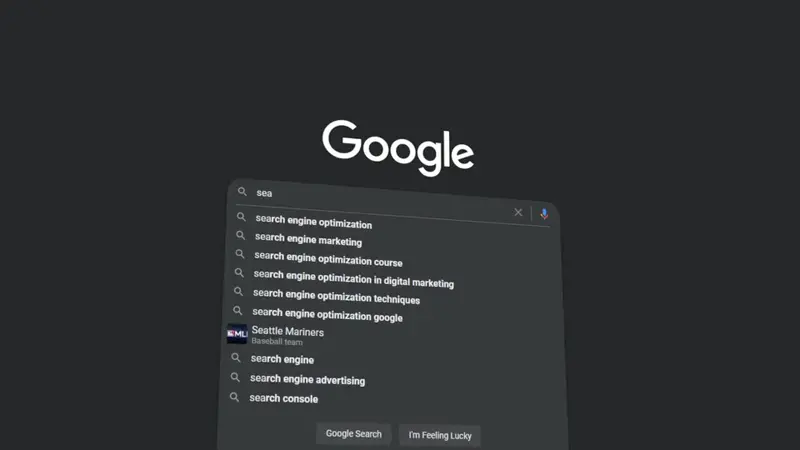 Google
sea
search engine optimization
search engine marketing
search engine optimization course
search engine optimization in digital marketing
search engine optimization techniques
search engine optimization google
MLB
Seattle Mariners
Baseball team
search engine
search engine advertising
search console
Google Search
I'm Feeling Lucky